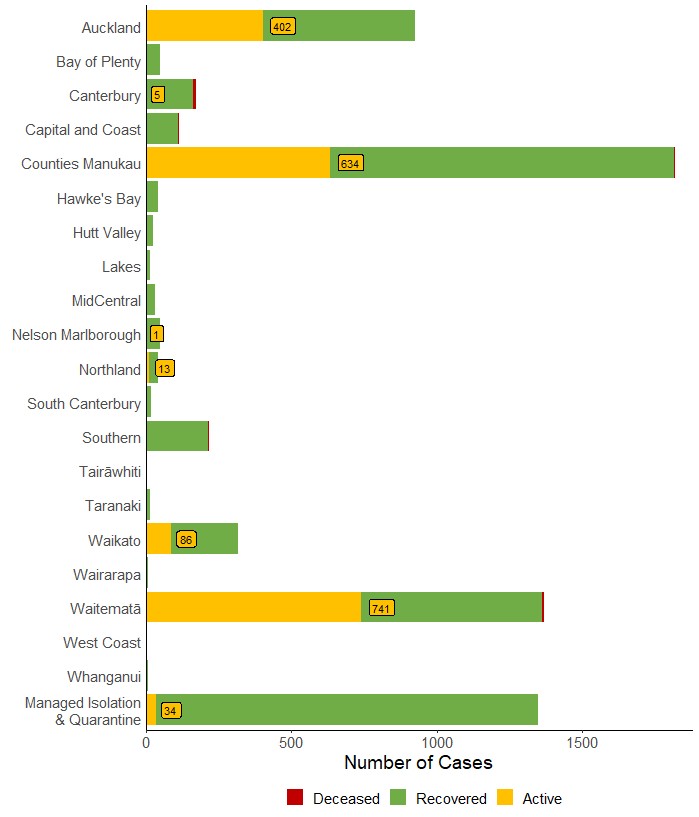 Auckland
402
Bay of Plenty
Canterbury
5
Capital and Coast
Counties Manukau
634
Hawke's Bay
Hutt Valley
Lakes
MidCentral
Nelson Marlborough
1
Northland
13
South Canterbury
Southern
Tairāwhiti
Taranaki
Waikato
86
Wairarapa
Waitematā
741
West Coast
Whanganui
Managed Isolation
& Quarantine
34
0 500 1000 1500
Number of Cases
Deceased Recovered Active